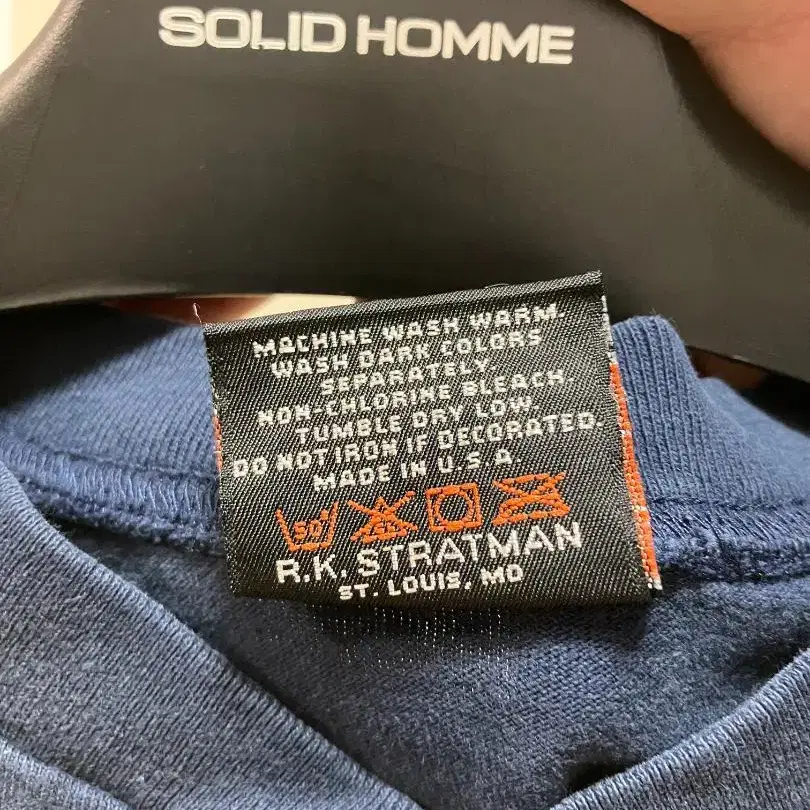 SOLID HOMME
MACHINE WASH WARM.
WASH DARK COLORS
SEPARATELY.
NON-CHLORINE BLEACH.
TUMBLE DRY LOW.
DO NOT IRON IF DECORATED.
MADE IN U.S.A
50°
R.K. STRATMAN
ST. LOUIS, MO